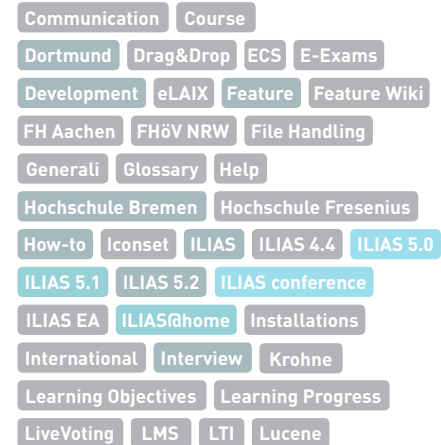 Communication Course
Dortmund Drag&Drop ECS E-Exams
Development eLAIX Feature Feature Wiki
FH Aachen FHöV NRW File Handling
Generali Glossary Help
Hochschule Bremen Hochschule Fresenius
How-to Iconset ILIAS ILIAS 4.4 ILIAS 5.0
ILIAS 5.1 ILIAS 5.2 ILIAS conference
ILIAS EA ILIAS@home Installations
International Interview Krohne
Learning Objectives Learning Progress
LiveVoting LMS LTI Lucene